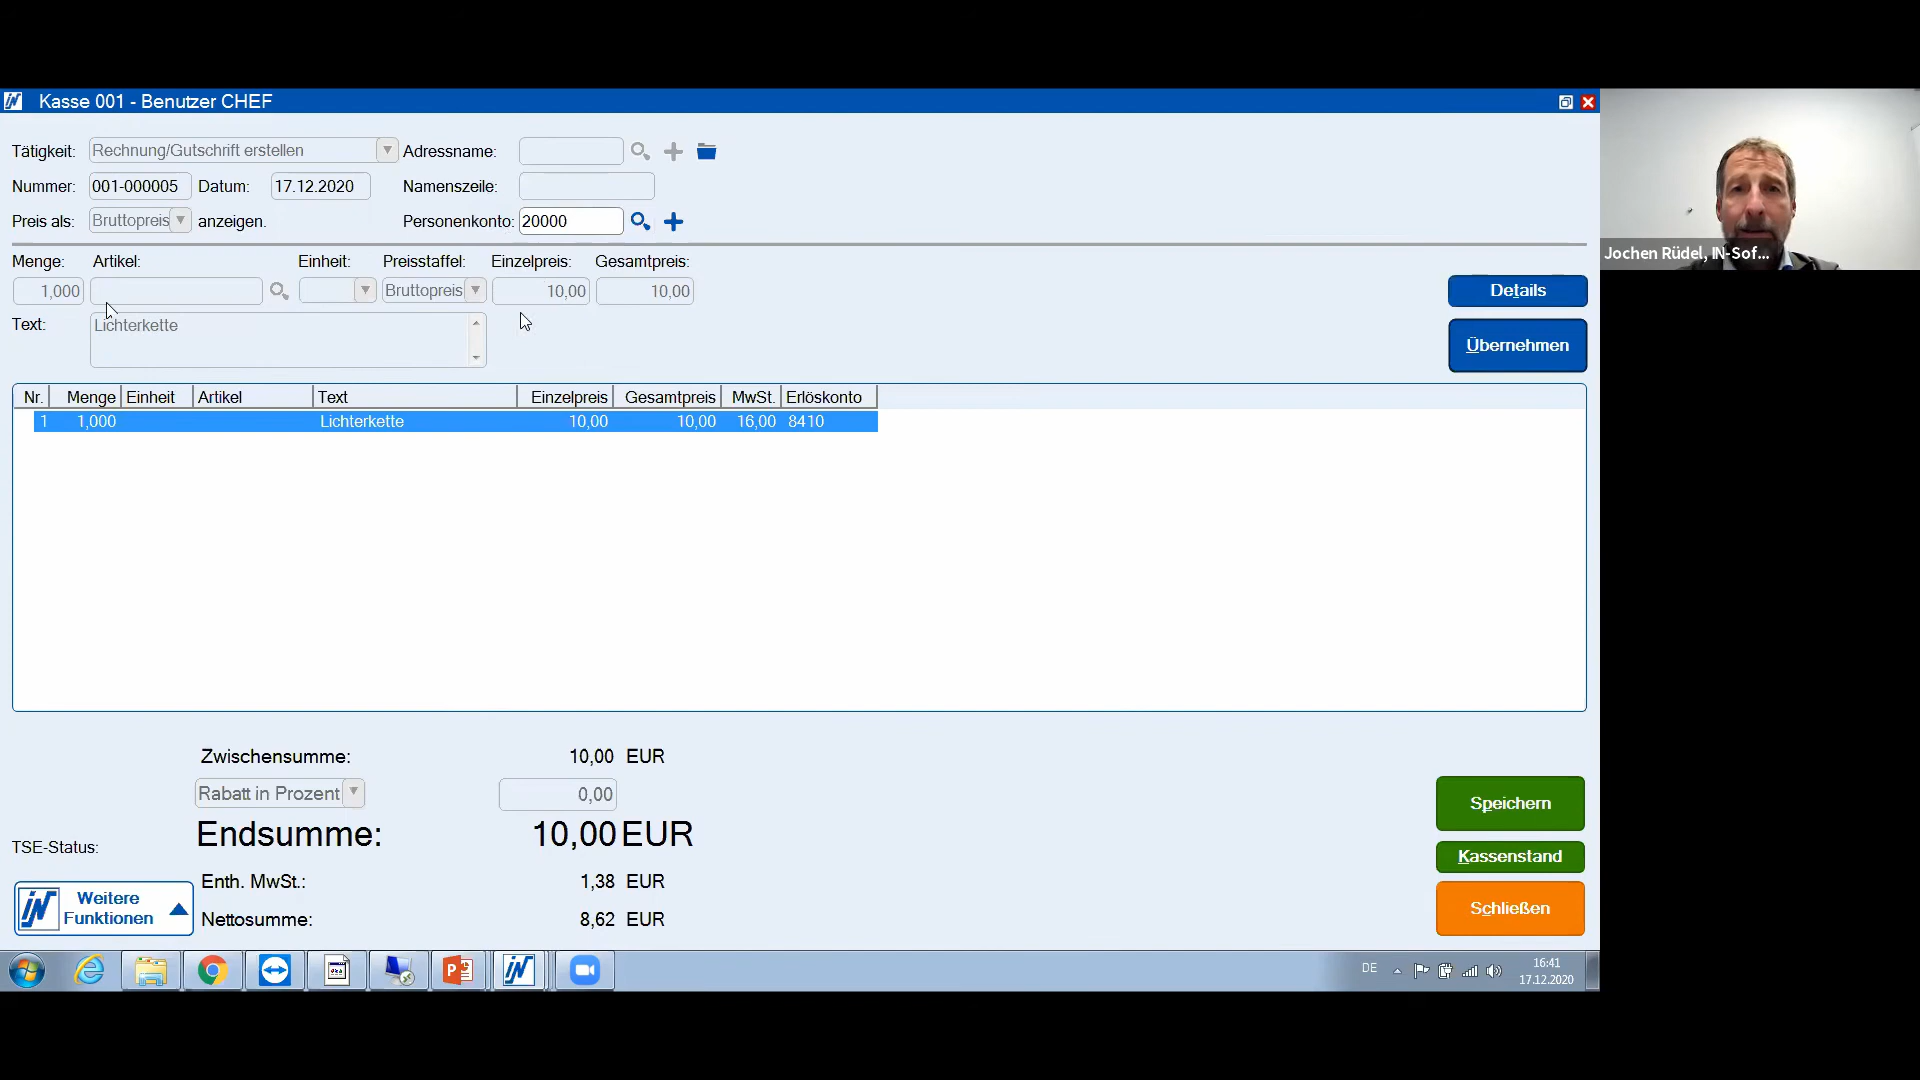 Kasse 001 - Benutzer CHEF
Tätigkeit: Rechnung/Gutschrift erstellen Adressname:
Nummer: 001-000005 Datum: 17.12.2020 Namenszeile:
Preis als: Bruttopreis anzeigen. Personenkonto: 20000
Menge: Artikel: Einheit: Preisstaffel: Einzelpreis: Gesamtpreis:
1,000 Bruttopreis 10,00 10,00
Details
Text: Lichterkette
Übernehmen
Nr. Menge Einheit Artikel Text Einzelpreis Gesamtpreis MwSt. Erlöskonto
1 1,000 Lichterkette 10,00 10,00 16,00 8410
Zwischensumme: 10,00 EUR
Rabatt in Prozent 0,00
Speichern
Endsumme: 10,00 EUR
TSE-Status:
Kassenstand
Enth. MwSt.: 1,38 EUR
Weitere Funktionen
Schließen
Nettosumme: 8,62 EUR
DE
16:41
17.12.2020
Jochen Rüdel, IN-Sof...